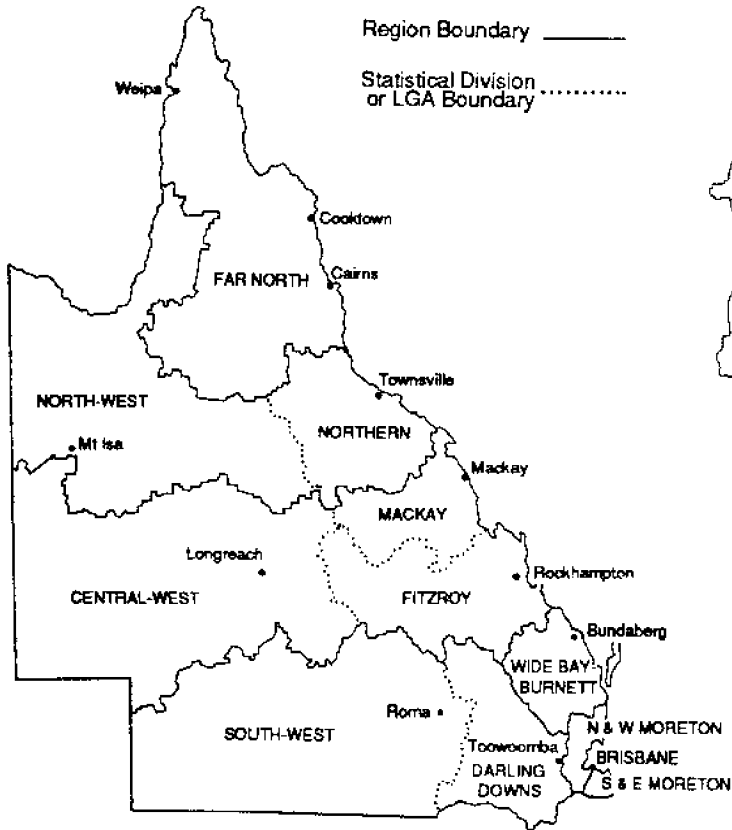 Region Boundary
Statistical Division
or LGA Boundary
Weipa
Cooktown
FAR NORTH
Cairns
Townsville
NORTH-WEST
NORTHERN
Mt Isa
Mackay
MACKAY
Longreach
Rockhampton
CENTRAL-WEST
FITZROY
Bundaberg
WIDE BAY-
BURNETT
Roma
SOUTH-WEST
N & W MORETON
Toowoomba
BRISBANE
DARLING
DOWNS
S & E MORETON